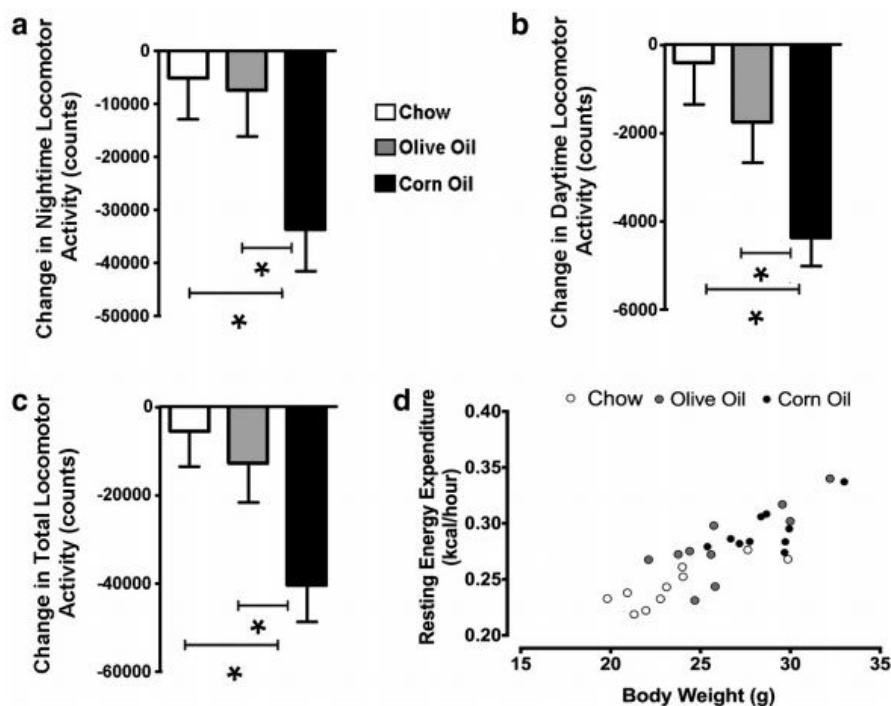 a
Change in Nightime Locomotor
Activity (counts)
0
-10000
-20000
-30000
-40000
-50000
*
*
Chow
Olive Oil
Corn Oil
b
Change in Daytime Locomotor
Activity (counts)
0
-2000
-4000
-6000
*
*
c
Change in Total Locomotor
Activity (counts)
0
-20000
-40000
-60000
*
*
d
Chow Olive Oil Corn Oil
Resting Energy Expenditure
(kcal/hour)
0.40
0.35
0.30
0.25
0.20
15 20 25 30 35
Body Weight (g)